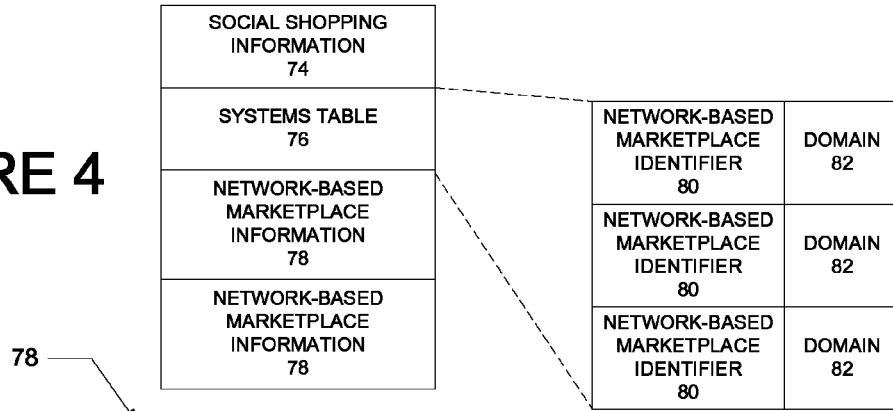 SOCIAL SHOPPING
INFORMATION
74
SYSTEMS TABLE
76
NETWORK-BASED
MARKETPLACE
INFORMATION
78
NETWORK-BASED
MARKETPLACE
INFORMATION
78
RE 4
78
NETWORK-BASED
MARKETPLACE
IDENTIFIER
80
DOMAIN
82
NETWORK-BASED
MARKETPLACE
IDENTIFIER
80
DOMAIN
82
NETWORK-BASED
MARKETPLACE
IDENTIFIER
80
DOMAIN
82